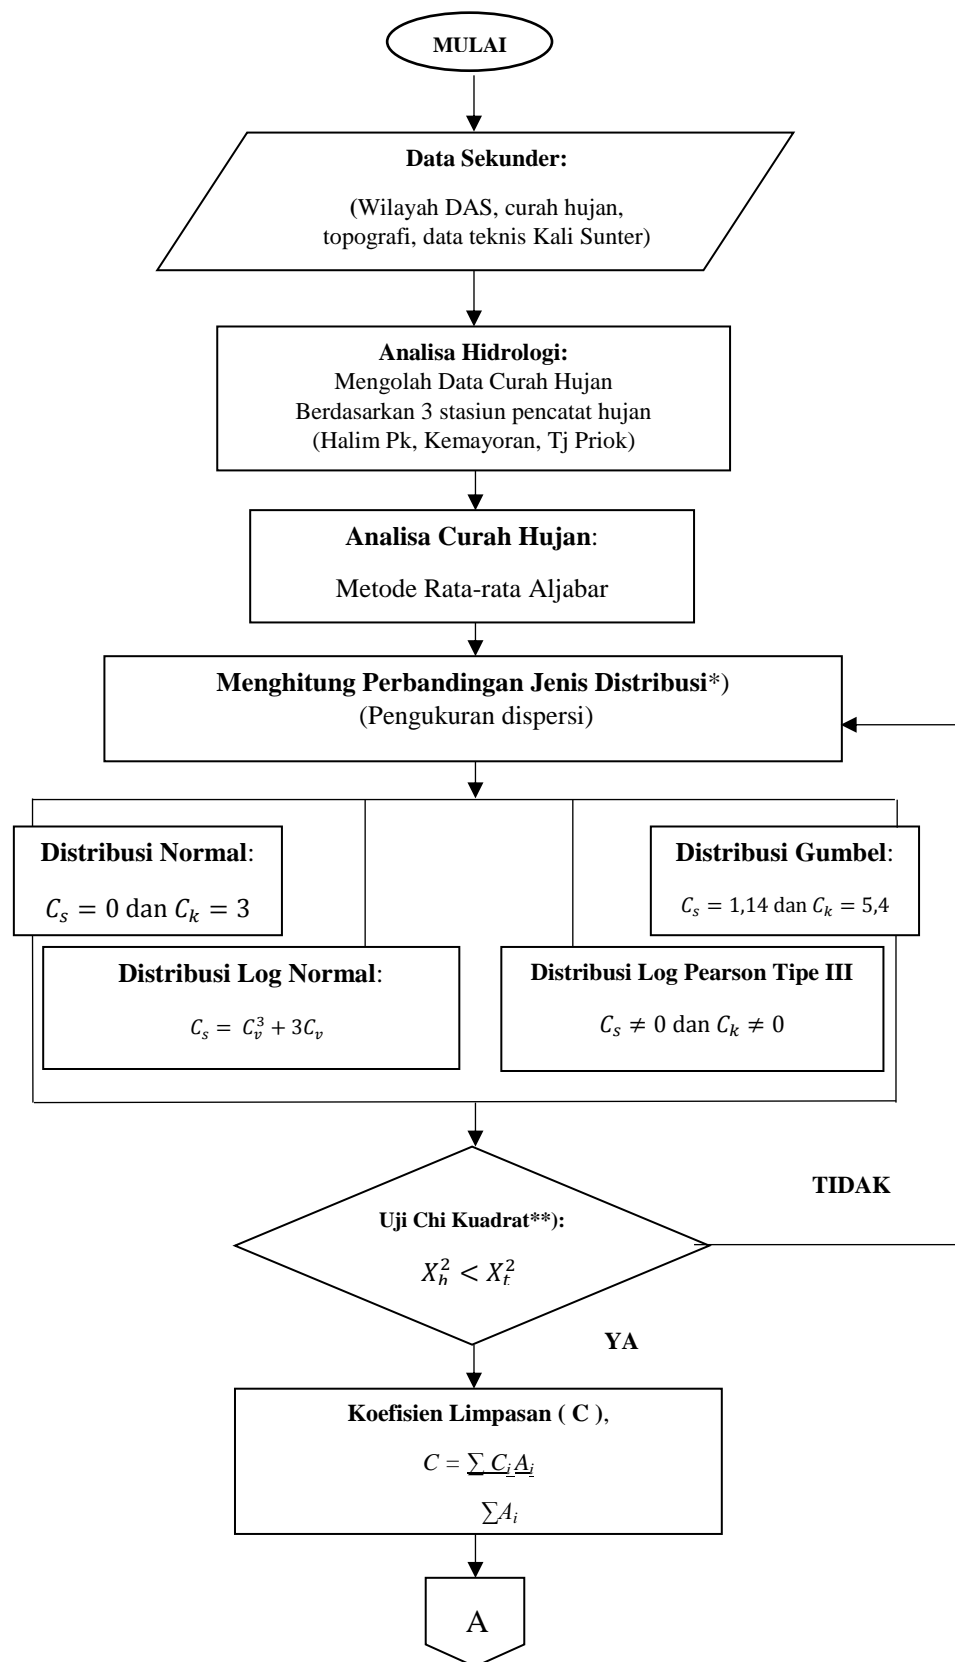 MULAI
Data Sekunder:
(Wilayah DAS, curah hujan,
topografi, data teknis Kali Sunter)
Analisa Hidrologi:
Mengolah Data Curah Hujan
Berdasarkan 3 stasiun pencatat hujan
(Halim Pk, Kemayoran, Tj Priok)
Analisa Curah Hujan:
Metode Rata-rata Aljabar
Menghitung Perbandingan Jenis Distribusi*)
(Pengukuran dispersi)
Distribusi Normal:
C_s = 0 dan C_k = 3
Distribusi Gumbel:
C_s = 1,14 dan C_k = 5,4
Distribusi Log Normal:
C_s = C_v^3 + 3C_v
Distribusi Log Pearson Tipe III
C_s ≠ 0 dan C_k ≠ 0
TIDAK
Uji Chi Kuadrat**):
X_h^2 < X_t^2
YA
Koefisien Limpasan ( C ),
C = ∑ C_i A_i
∑A_i
A